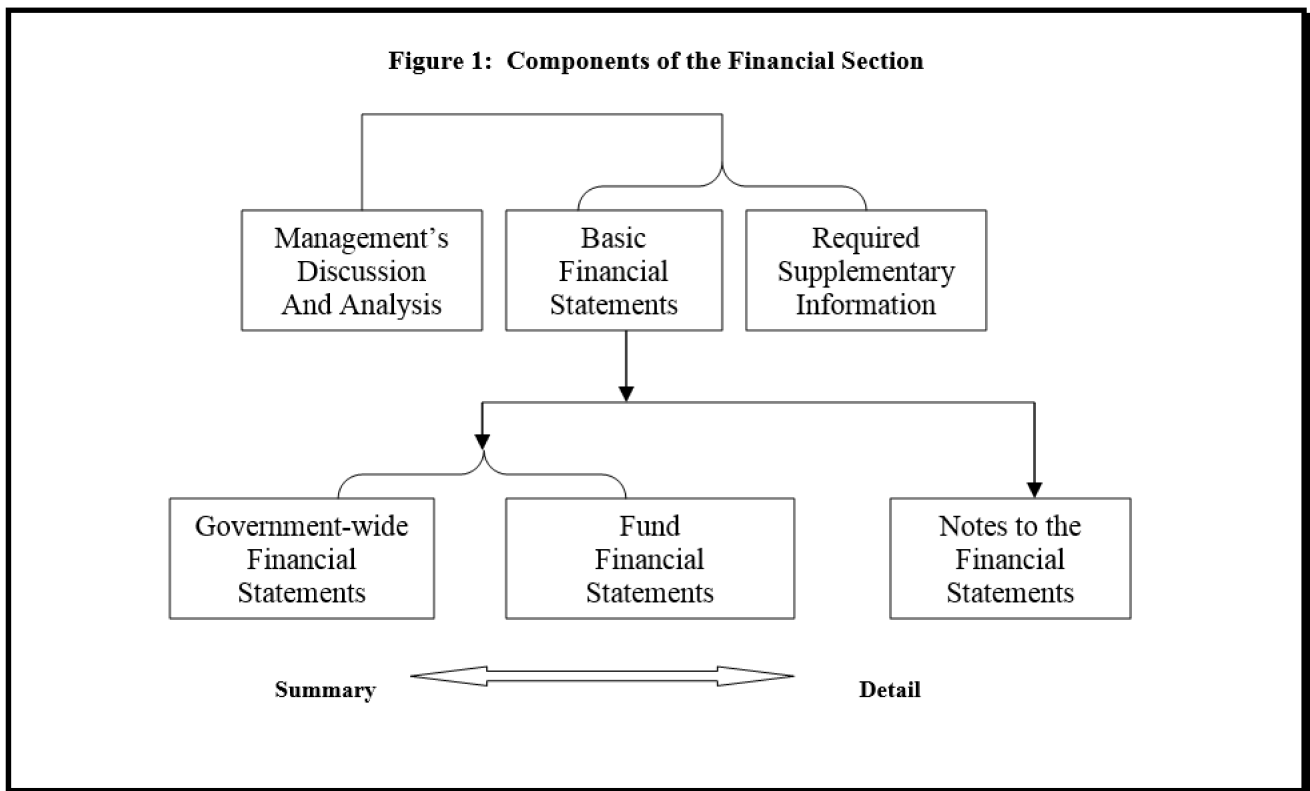 Figure 1: Components of the Financial Section
Management’s
Discussion
And Analysis
Basic
Financial
Statements
Required
Supplementary
Information
Government-wide
Financial
Statements
Fund
Financial
Statements
Notes to the
Financial
Statements
Summary
Detail